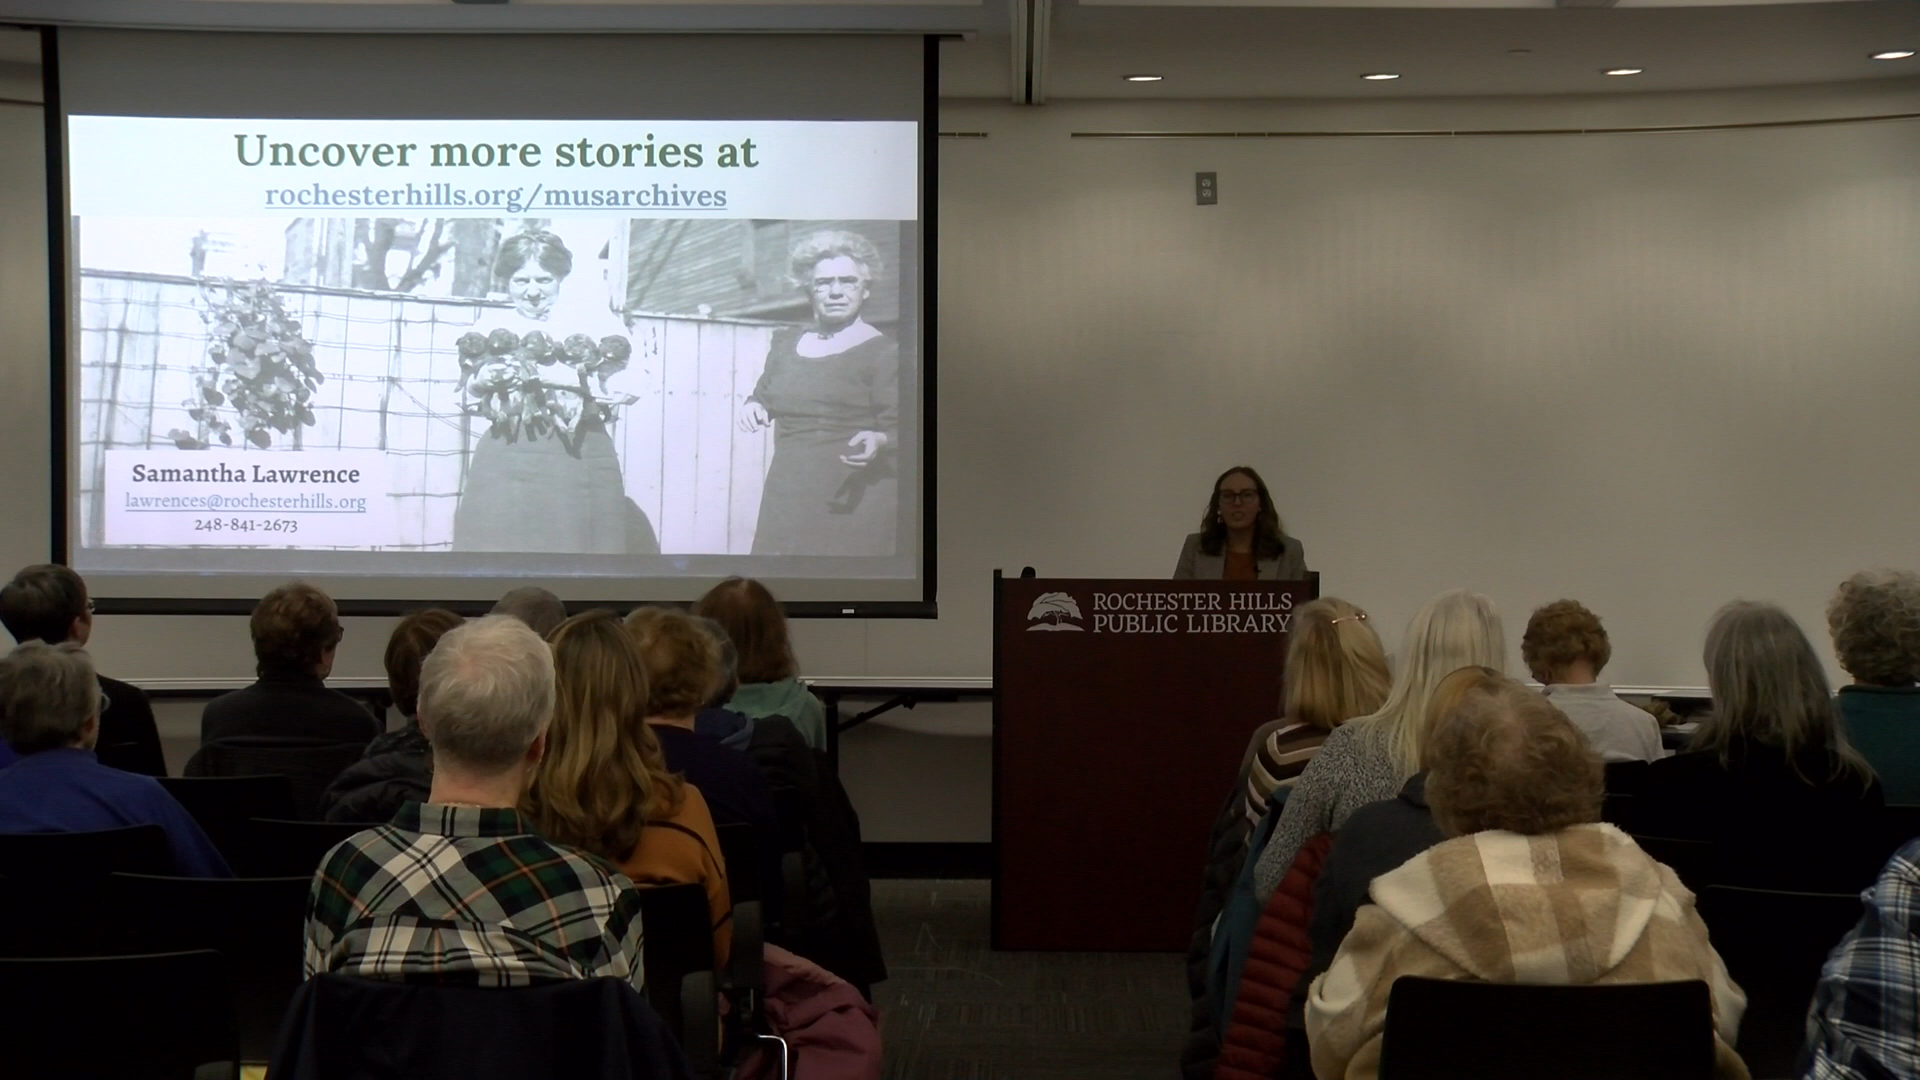 Uncover more stories at
rochesterhills.org/musarchives
Samantha Lawrence
lawrences@rochesterhills.org
248-841-2673
ROCHESTER HILLS
PUBLIC LIBRARY